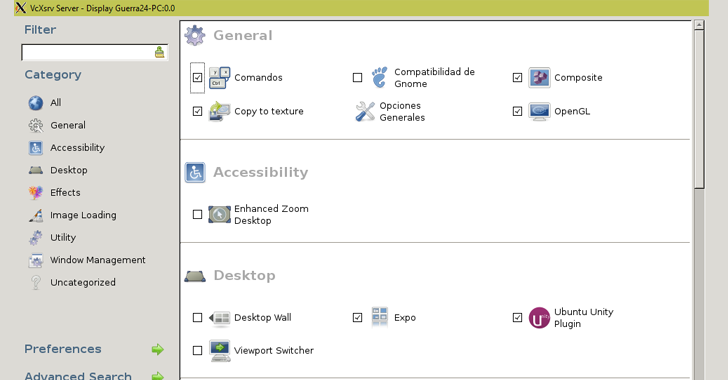 VcXsrv Server - Display Guerra24-PC:0.0
Filter
Category
All
General
Accessibility
Desktop
Effects
Image Loading
Utility
Window Management
Uncategorized
Preferences
Advanced Search
General
Comandos
Compatibilidad de
Gnome
Composite
Copy to texture
Opciones
Generales
OpenGL
Accessibility
Enhanced Zoom
Desktop
Desktop
Desktop Wall
Expo
Ubuntu Unity
Plugin
Viewport Switcher